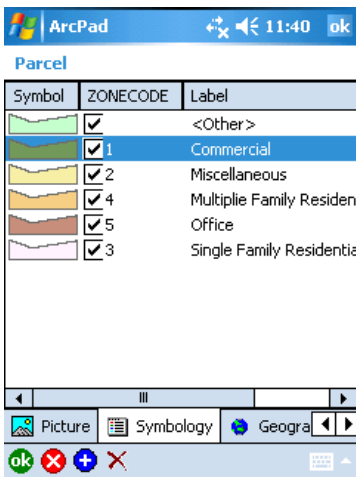 ArcPad 11:40 ok
Parcel
Symbol ZONECODE Label
<Other>
1 Commercial
2 Miscellaneous
4 Multiplie Family Residen
5 Office
3 Single Family Residentia
Picture Symbology Geogra
ok